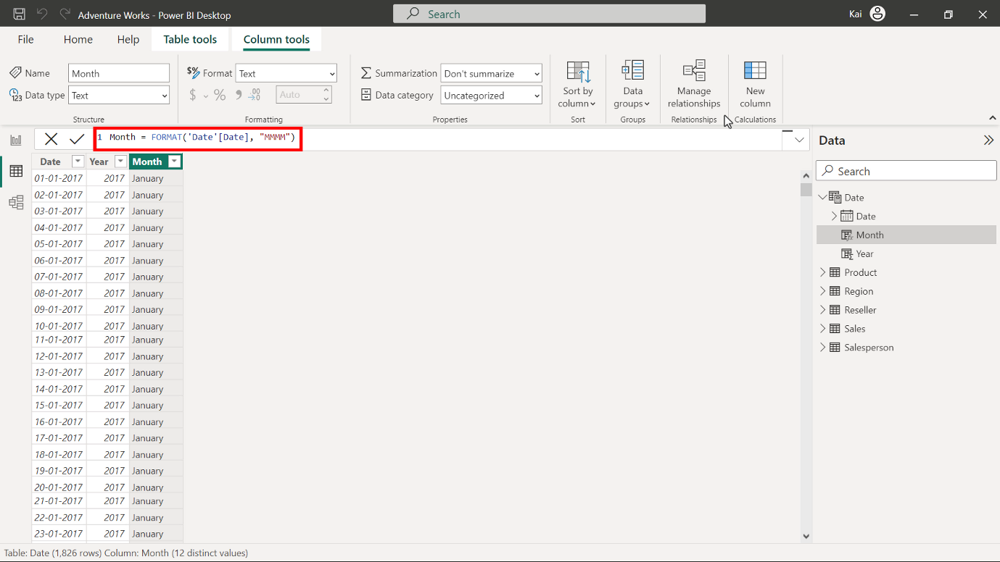 Adventure Works - Power BI Desktop
Search
Kai
File
Home
Help
Table tools
Column tools
Name
Month
Data type
Text
Structure
Format
Text
$
%
,
.00
→0
Auto
Formatting
Summarization
Don't summarize
Data category
Uncategorized
Properties
Sort by
column
Sort
Data
groups
Groups
Manage
relationships
Relationships
New
column
Calculations
1 Month = FORMAT('Date'[Date], "MMMM")
Date Year Month
01-01-2017 2017 January
02-01-2017 2017 January
03-01-2017 2017 January
04-01-2017 2017 January
05-01-2017 2017 January
06-01-2017 2017 January
07-01-2017 2017 January
08-01-2017 2017 January
09-01-2017 2017 January
10-01-2017 2017 January
11-01-2017 2017 January
12-01-2017 2017 January
13-01-2017 2017 January
14-01-2017 2017 January
15-01-2017 2017 January
16-01-2017 2017 January
17-01-2017 2017 January
18-01-2017 2017 January
19-01-2017 2017 January
20-01-2017 2017 January
21-01-2017 2017 January
22-01-2017 2017 January
23-01-2017 2017 January
Data
Search
Date
Date
Month
Year
Product
Region
Reseller
Sales
Salesperson
Table: Date (1,826 rows) Column: Month (12 distinct values)